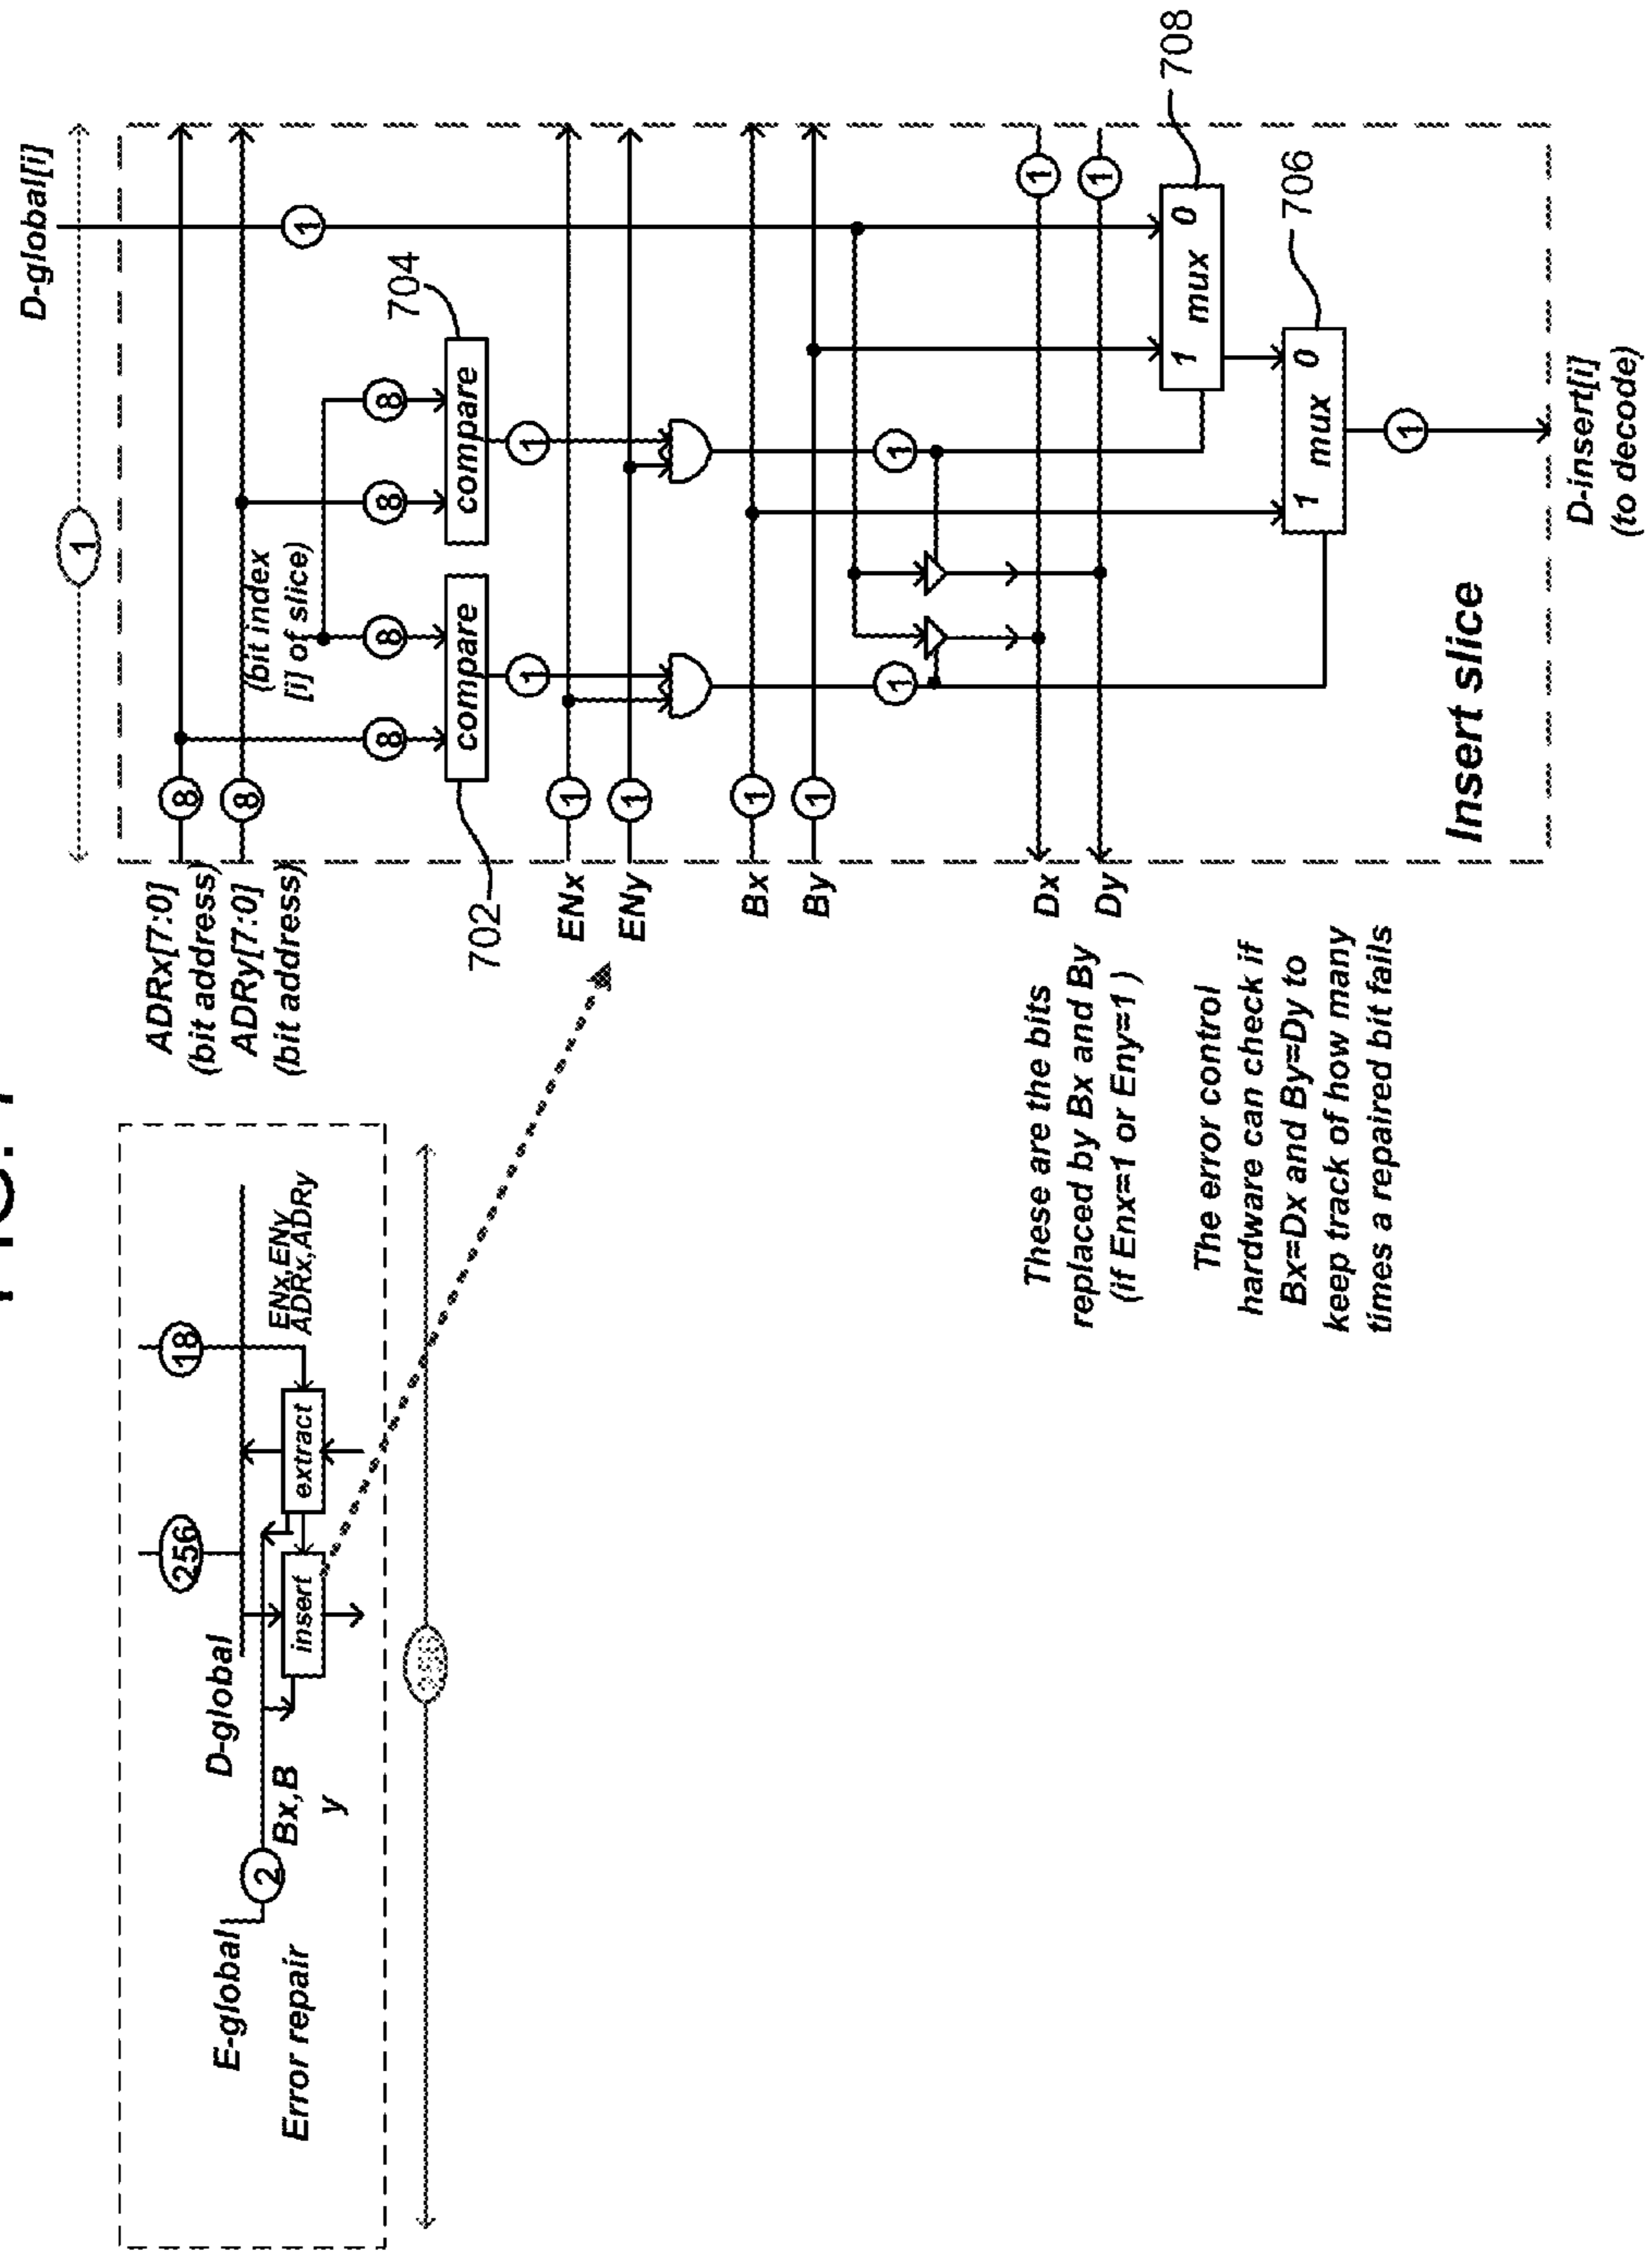 FIG. 7
E-global
2
Bx,B
y
Error repair
D-global
256
18
insert
extract
ENx,ENy
ADRx,ADRy
256
These are the bits
replaced by Bx and By
(if Enx=1 or Eny=1 )
The error control
hardware can check if
Bx=Dx and By=Dy to
keep track of how many
times a repaired bit fails
D-global[i]
1
ADRx[7:0]
(bit address)
ADRy[7:0]
(bit address)
8
8
1
(bit index
[i] of slice)
8
8
8
8
702
compare
compare
704
1
1
ENx
ENy
1
1
1
1
Bx
By
1
1
Dx
Dy
1
1
1 mux 0
708
1 mux 0
706
1
Insert slice
D-insert[i]
(to decode)